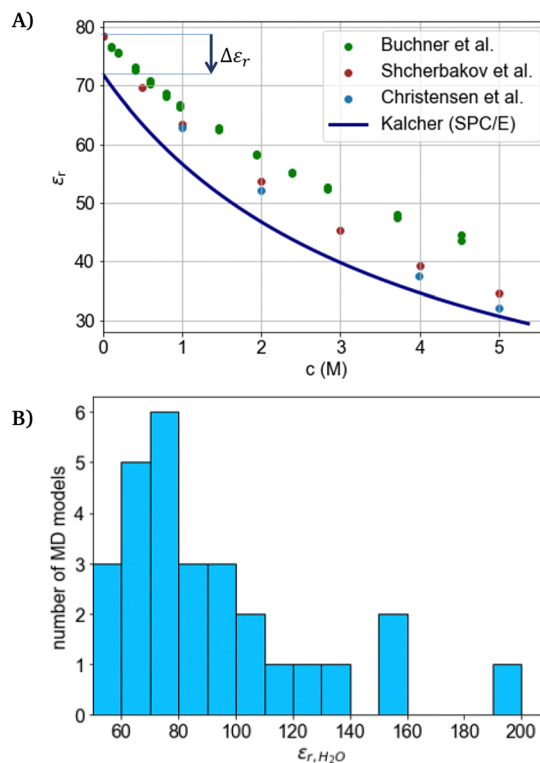 A)
80
70
60
50
40
30
εr
Δεr
Buchner et al.
Shcherbakov et al.
Christensen et al.
Kalcher (SPC/E)
0 1 2 3 4 5
c (M)
B)
6
5
4
3
2
1
0
number of MD models
60 80 100 120 140 160 180 200
εr,H2O